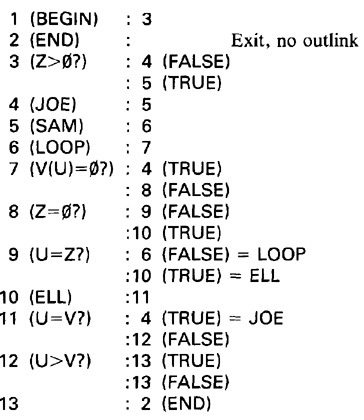 1 (BEGIN) : 3
2 (END) : Exit, no outlink
3 (Z>Ø?) : 4 (FALSE)
: 5 (TRUE)
4 (JOE) : 5
5 (SAM) : 6
6 (LOOP) : 7
7 (V(U)=Ø?) : 4 (TRUE)
: 8 (FALSE)
8 (Z=Ø?) : 9 (FALSE)
:10 (TRUE)
9 (U=Z?) : 6 (FALSE) = LOOP
:10 (TRUE) = ELL
10 (ELL) :11
11 (U=V?) : 4 (TRUE) = JOE
:12 (FALSE)
12 (U>V?) :13 (TRUE)
:13 (FALSE)
13 : 2 (END)